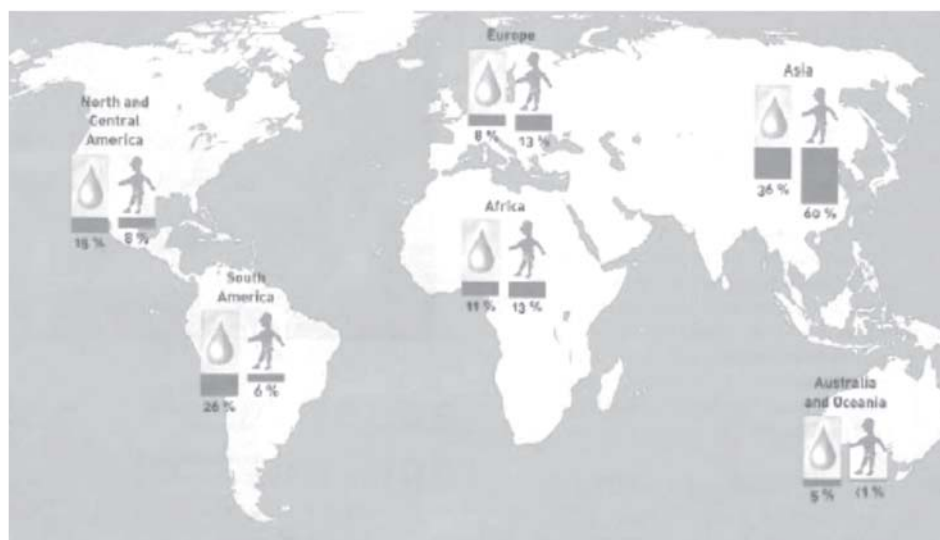 Europe
8 %
13 %
Asia
36 %
60 %
North and
Central
America
15 %
8 %
Africa
11 %
13 %
South
America
26 %
6 %
Australia
and Oceania
5 %
<1 %